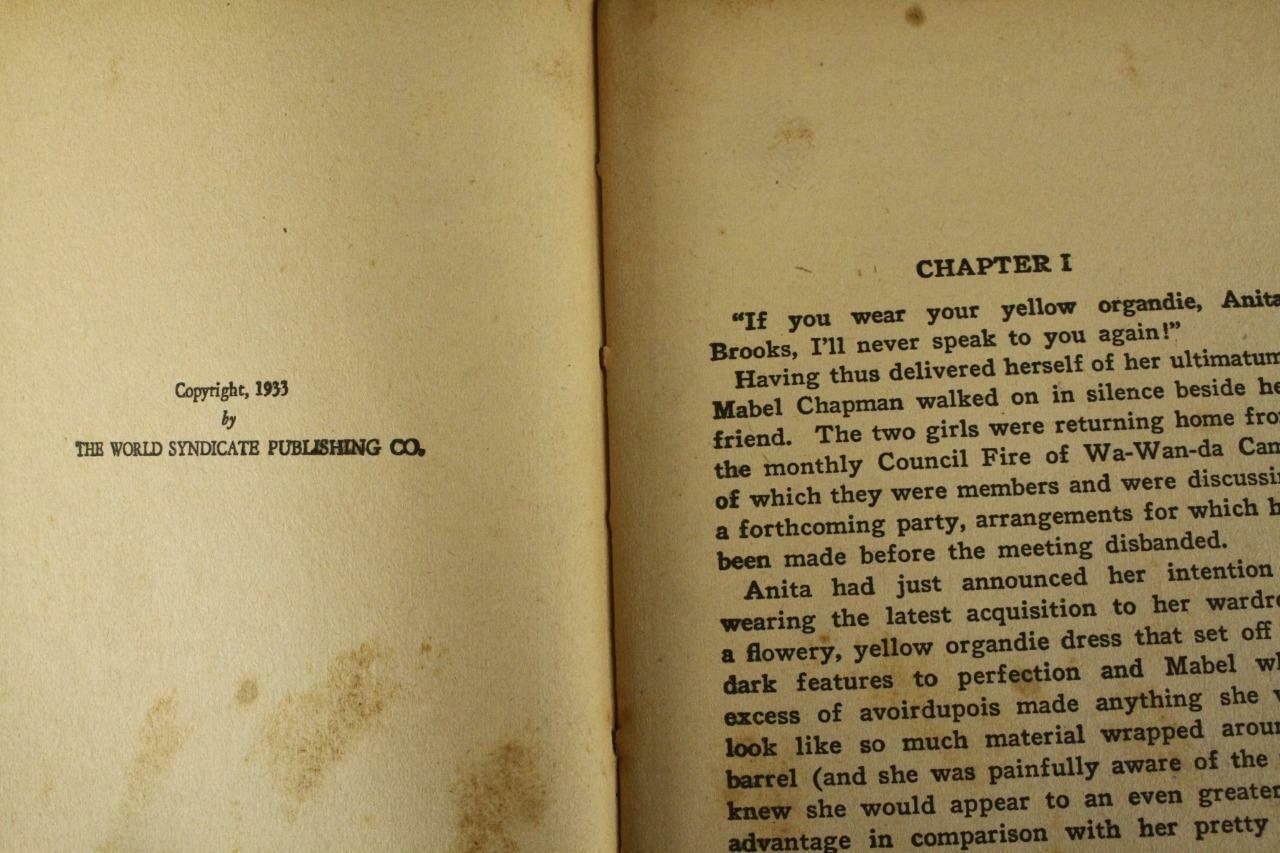 Copyright, 1933
by
THE WORLD SYNDICATE PUBLISHING CO.
CHAPTER I
"If you wear your yellow organdie, Anita
Brooks, I'll never speak to you again!"
Having thus delivered herself of her ultimatum
Mabel Chapman walked on in silence beside
friend. The two girls were returning home
the monthly Council Fire of Wa-Wan-da
of which they were members and were
a forthcoming party, arrangements for which
been made before the meeting disbanded.
Anita had just announced her intention
wearing the latest acquisition to her
a flowery, yellow organdie dress that set off
dark features to perfection and Mabel
excess of avoirdupois made anything she
look like so much material wrapped
barrel (and she was painfully aware of the
knew she would appear to an even greater
advantage in comparison with her pretty